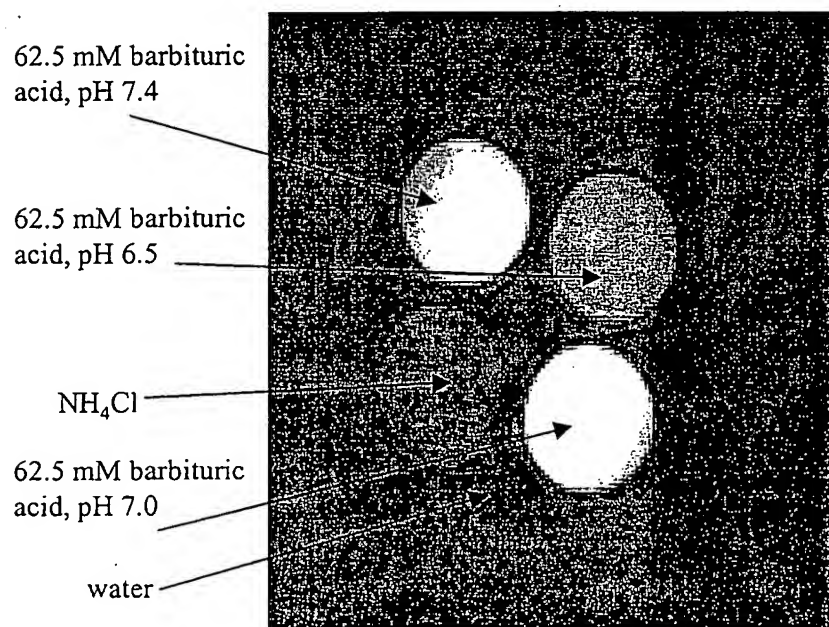 62.5 mM barbituric
acid, pH 7.4
62.5 mM barbituric
acid, pH 6.5
NH₄Cl
62.5 mM barbituric
acid, pH 7.0
water